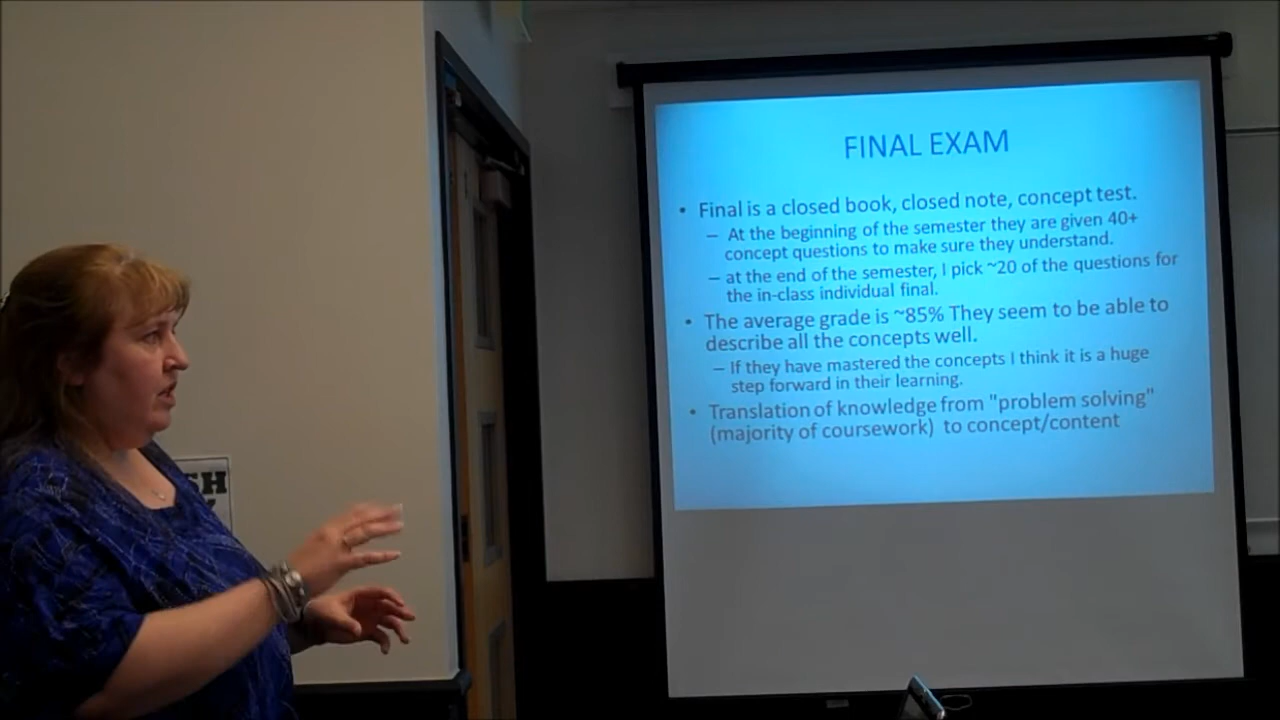 FINAL EXAM
• Final is a closed book, closed note, concept test.
– At the beginning of the semester they are given 40+
concept questions to make sure they understand.
– at the end of the semester, I pick ~20 of the questions for
the in-class individual final.
• The average grade is ~85% They seem to be able to
describe all the concepts well.
– If they have mastered the concepts I think it is a huge
step forward in their learning.
• Translation of knowledge from "problem solving"
(majority of coursework) to concept/content
SH